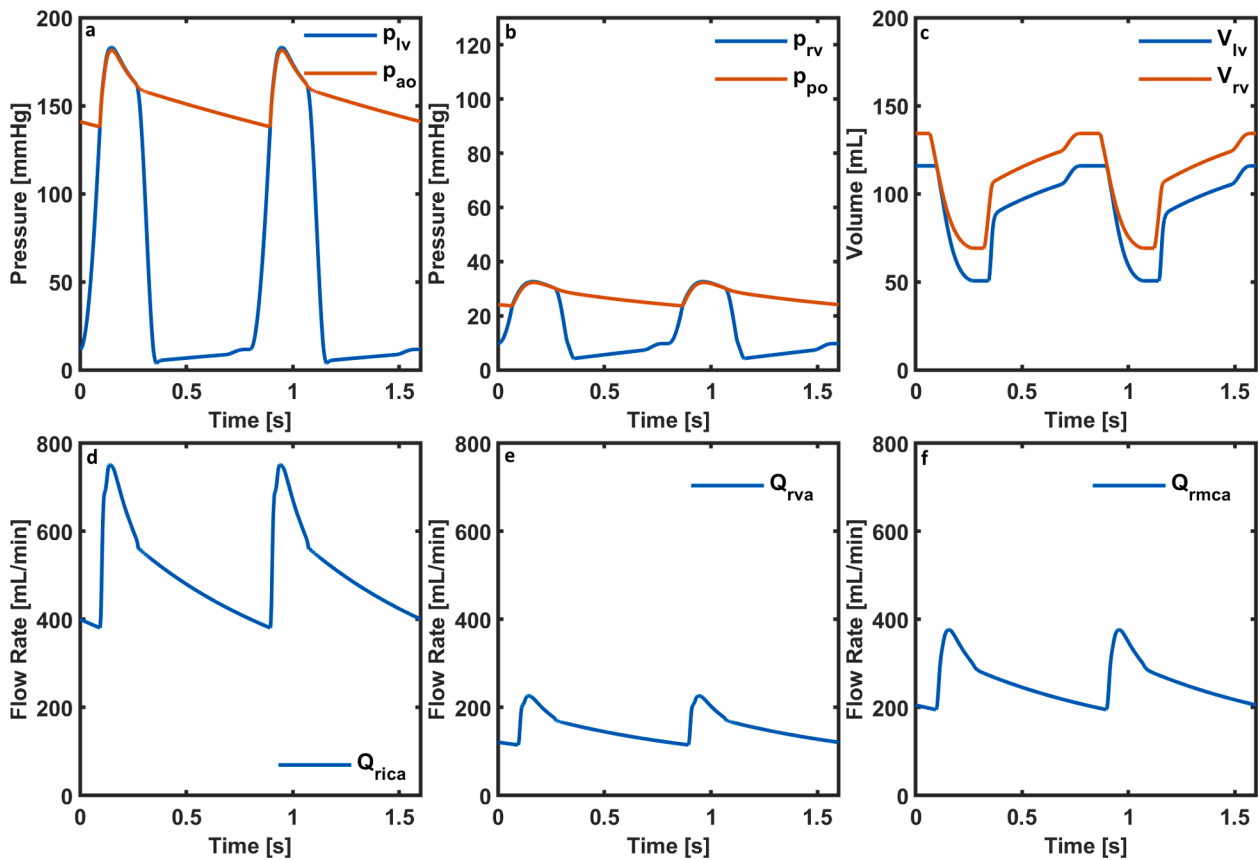 a
p_lv
p_ao
200
150
100
50
0
Pressure [mmHg]
0
0.5
1
1.5
Time [s]
b
p_rv
p_po
120
100
80
60
40
20
0
Pressure [mmHg]
0
0.5
1
1.5
Time [s]
c
V_lv
V_rv
200
150
100
50
0
Volume [mL]
0
0.5
1
1.5
Time [s]
d
800
600
400
200
0
Flow Rate [mL/min]
Q_rica
0
0.5
1
1.5
Time [s]
e
Q_rva
800
600
400
200
0
Flow Rate [mL/min]
0
0.5
1
1.5
Time [s]
f
Q_rmca
800
600
400
200
0
Flow Rate [mL/min]
0
0.5
1
1.5
Time [s]